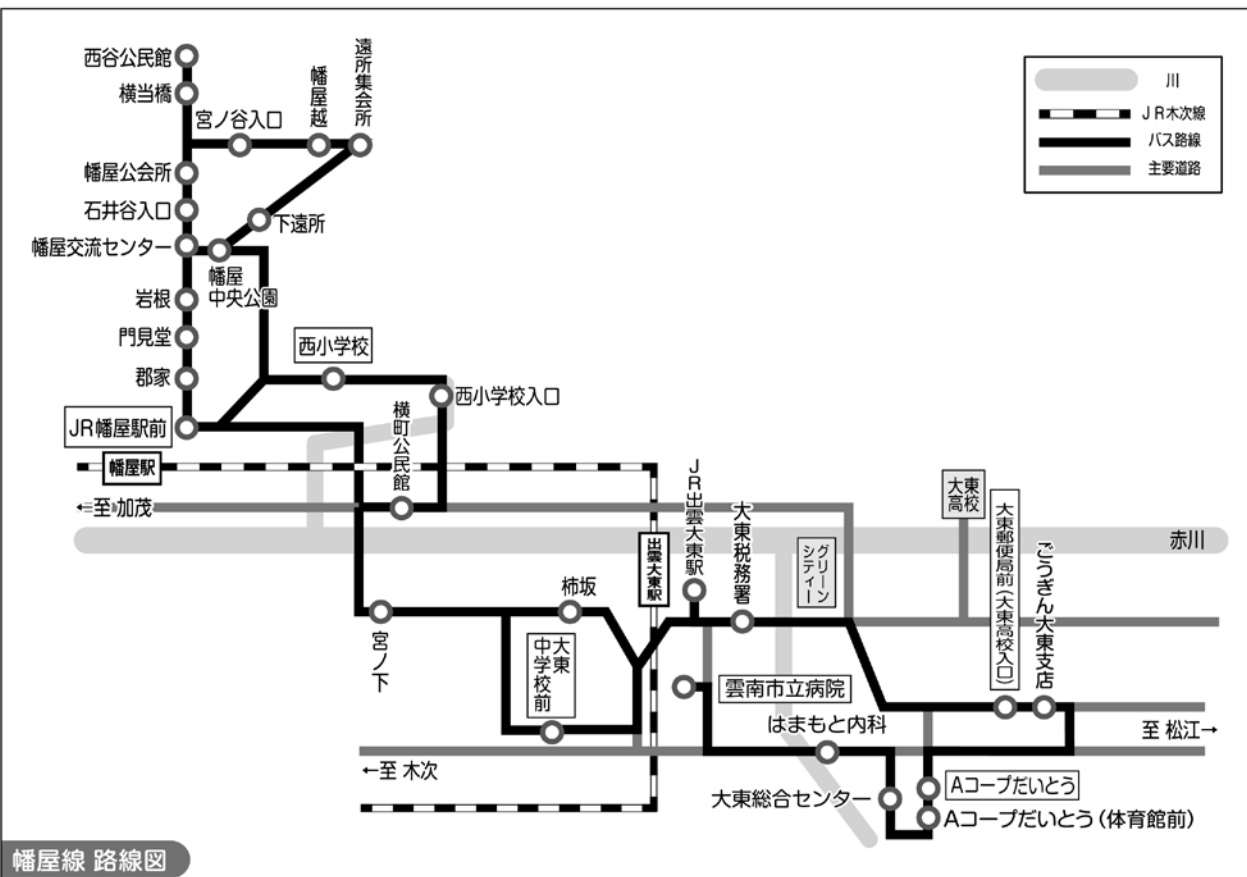 西谷公民館
横当橋
宮ノ谷入口
幡屋越
遠所集会所
川
JR木次線
バス路線
主要道路
幡屋公会所
石井谷入口
下遠所
幡屋交流センター
幡屋
中央公園
岩根
門見堂
西小学校
郡家
西小学校入口
JR幡屋駅前
横町公民館
幡屋駅
←至加茂
JR出雲大東駅
大東税務署
大東
高校
大東郵便局前(大東高校入口)
ごうぎん大東支店
出雲大東駅
グリーン
シティー
赤川
柿坂
宮ノ下
大東
中学校前
雲南市立病院
はまもと内科
至 松江→
←至 木次
大東総合センター
Aコープだいとう
Aコープだいとう(体育館前)
幡屋線 路線図